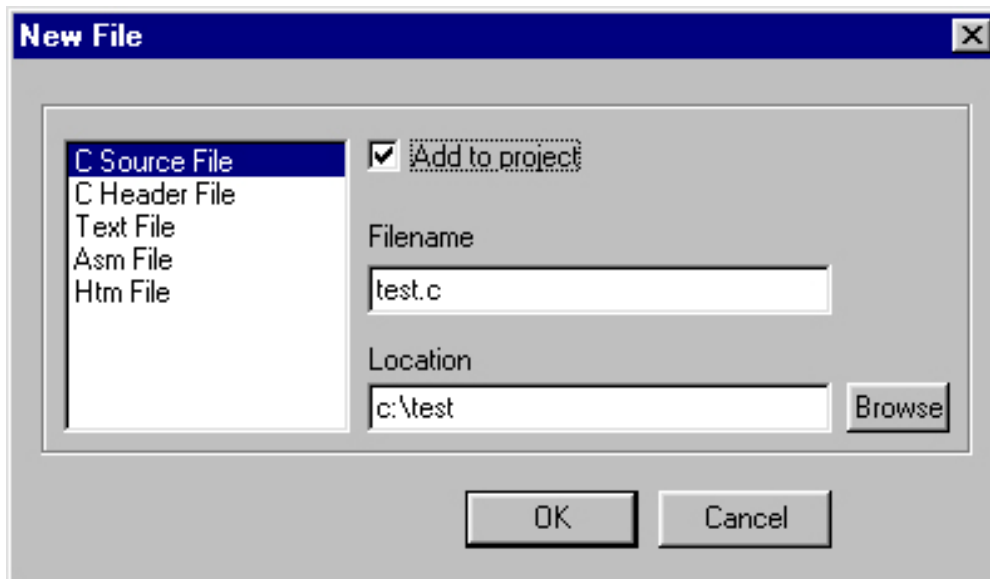 New File
C Source File
C Header File
Text File
Asm File
Htm File
Add to project
Filename
test.c
Location
c:\test
Browse
OK
Cancel